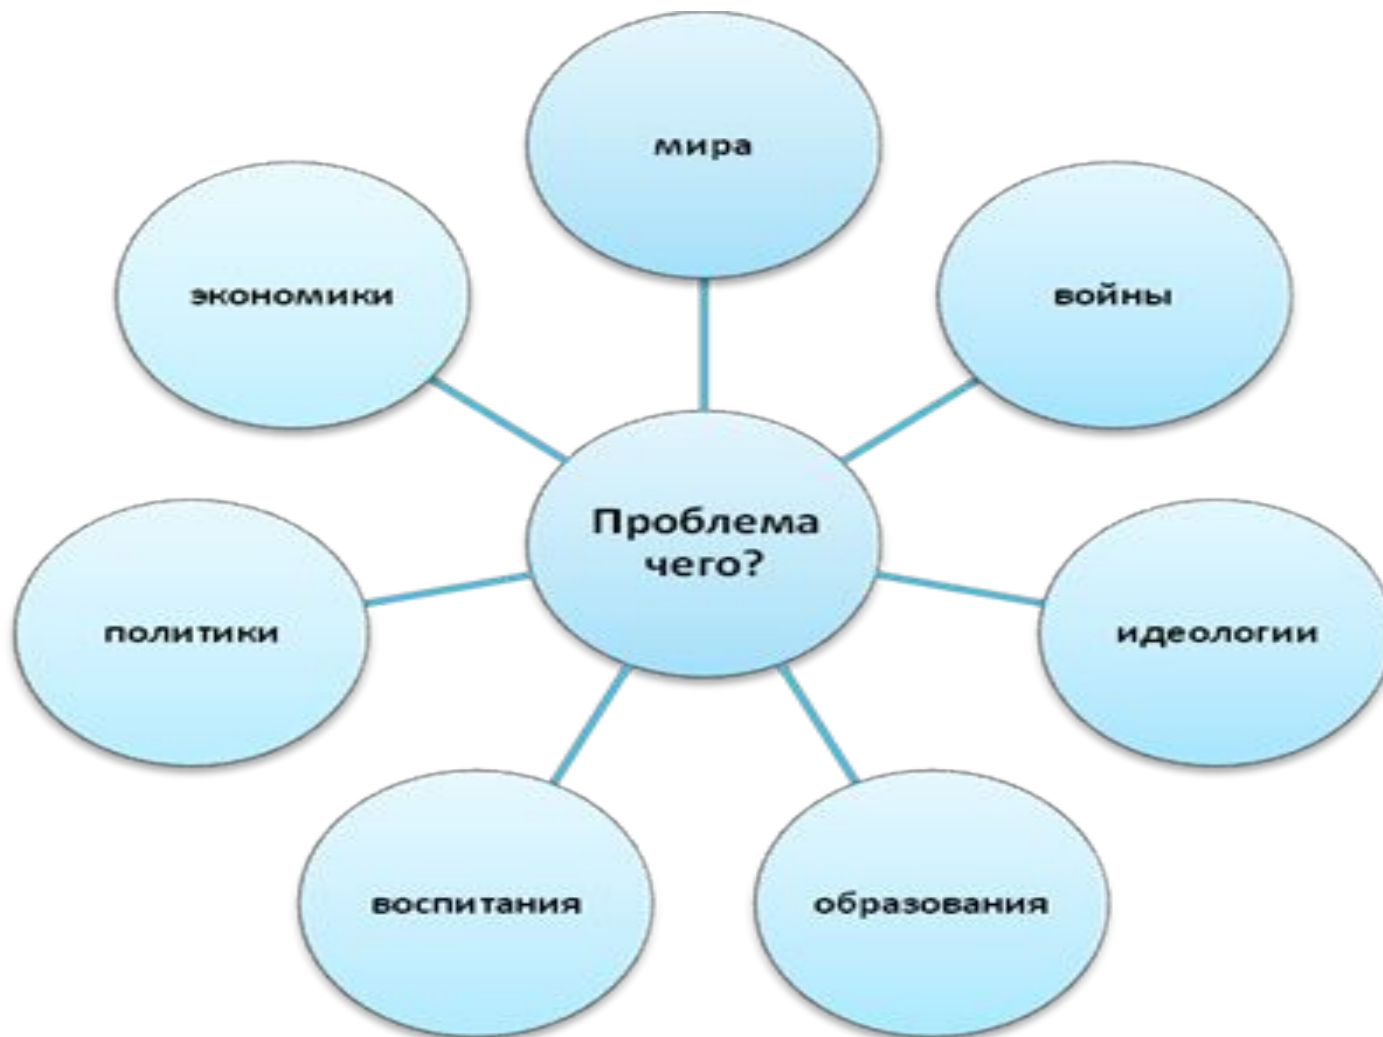 мира
экономики
войны
Проблема
чего?
политики
идеологии
воспитания
образования